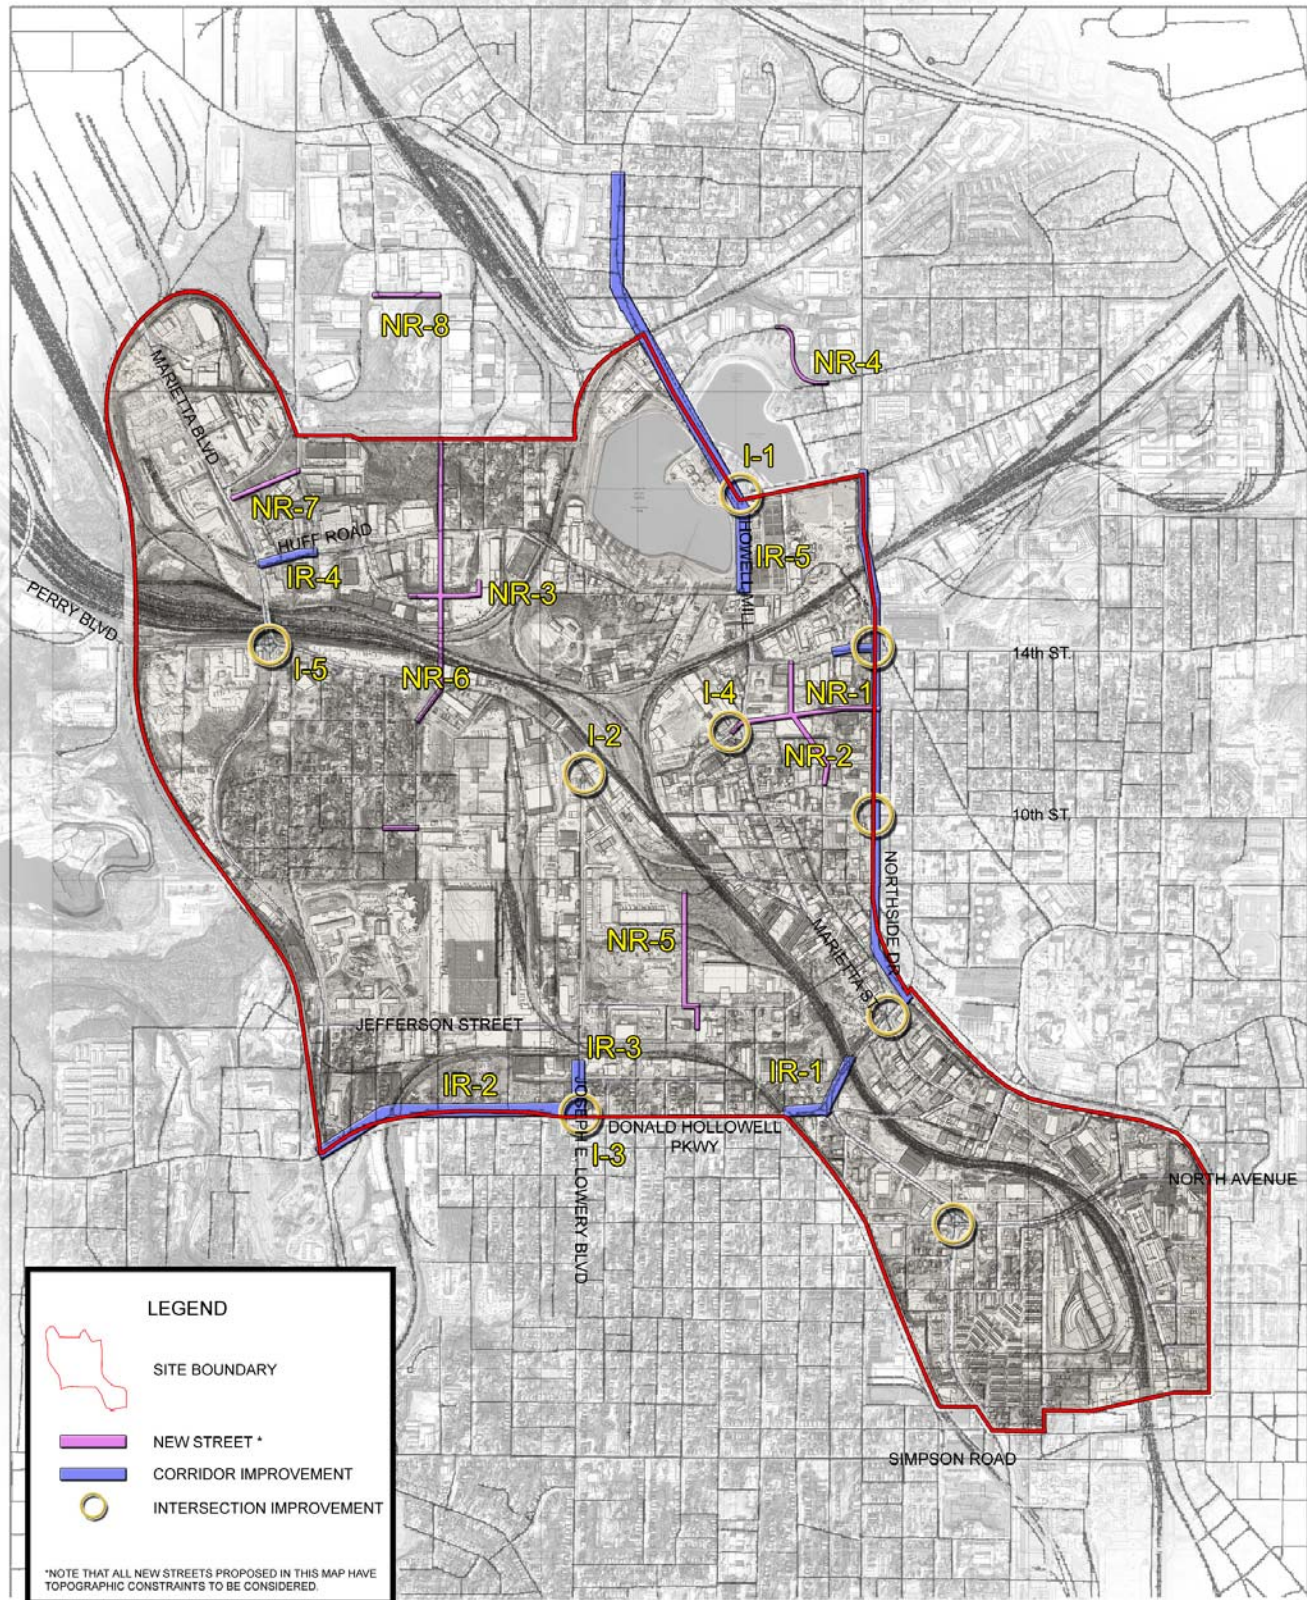 NR-8
NR-4
MARIETTA BLVD
I-1
NR-7
HUFF ROAD
IR-4
HOWELL MILL
IR-5
NR-3
PERRY BLVD
I-5
14th ST.
NR-6
NR-1
I-4
I-2
NR-2
10th ST.
NORTHSIDE DR
MARIETTA ST.
NR-5
JEFFERSON STREET
IR-3
IR-2
IR-1
JOSEPH E. LOWERY BLVD
DONALD HOLLOWELL
PKWY
I-3
NORTH AVENUE
SIMPSON ROAD
LEGEND
SITE BOUNDARY
NEW STREET *
CORRIDOR IMPROVEMENT
INTERSECTION IMPROVEMENT
*NOTE THAT ALL NEW STREETS PROPOSED IN THIS MAP HAVE
TOPOGRAPHIC CONSTRAINTS TO BE CONSIDERED.